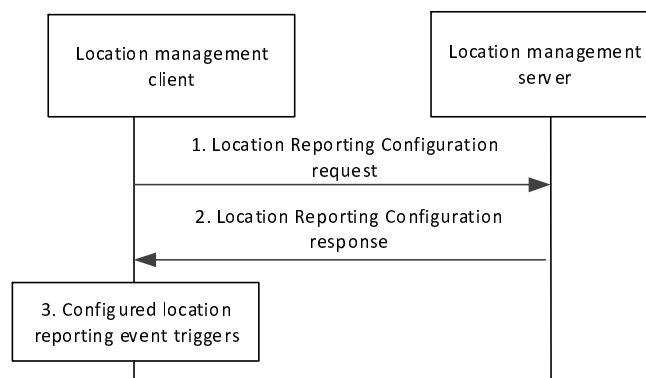 Location management
client
Location management
server
1. Location Reporting Configuration
request
2. Location Reporting Configuration
response
3. Configured location
reporting event triggers